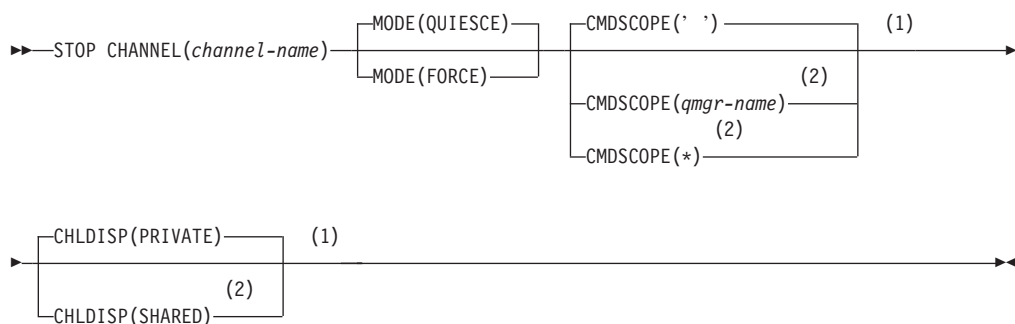 MODE(QUIESCE) CMDSCOPE(' ') (1)
STOP CHANNEL(channel-name)
MODE(FORCE) (2)
CMDSCOPE(qmgr-name)
(2)
CMDSCOPE(*)
CHLDISP(PRIVATE) (1)
(2)
CHLDISP(SHARED)